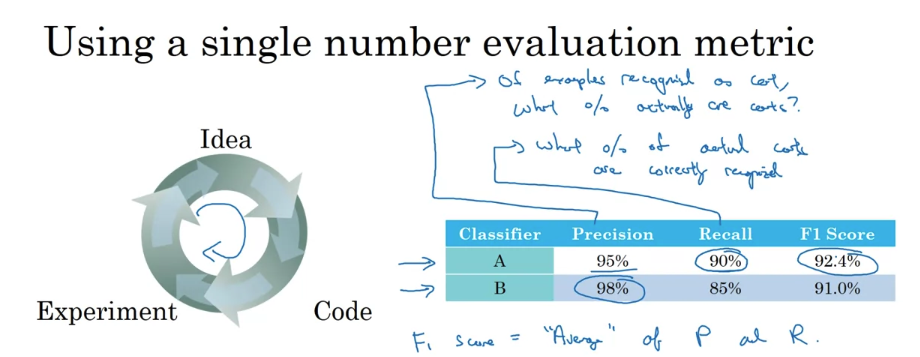 Using a single number evaluation metric
Of examples recognized as cat,
what % actually are cats?
what % of actual cats
are correctly recognized
Idea
Experiment
Code
Classifier Precision Recall F1 Score
A 95% 90% 92.4%
B 98% 85% 91.0%
F1 score = "Average" of P and R.